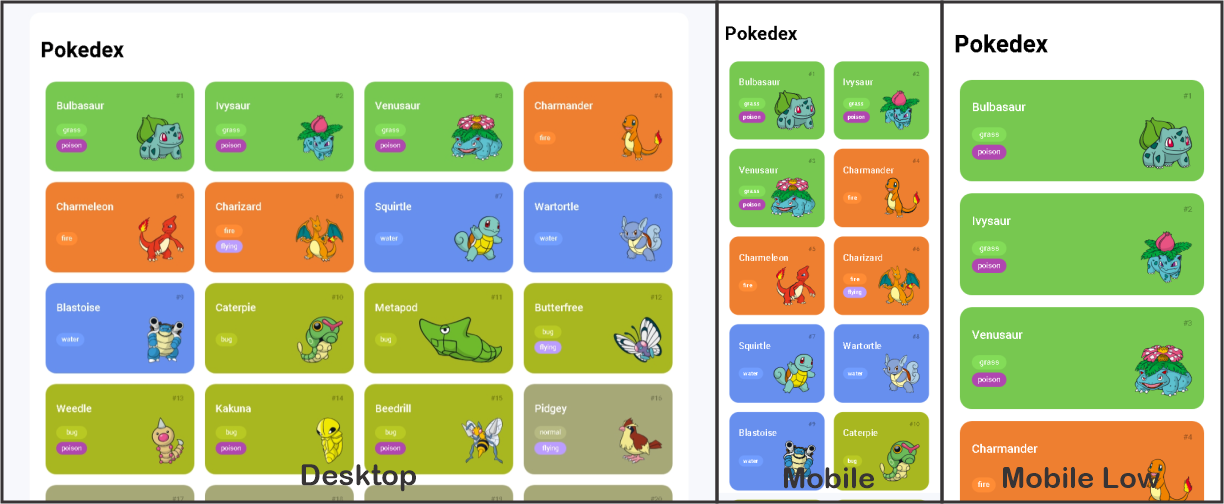 Pokedex
#1
Bulbasaur
grass
poison
#2
Ivysaur
grass
poison
#3
Venusaur
grass
poison
#4
Charmander
fire
#5
Charmeleon
fire
#6
Charizard
fire
flying
#7
Squirtle
water
#8
Wartortle
water
#9
Blastoise
water
#10
Caterpie
bug
#11
Metapod
bug
#12
Butterfree
bug
flying
#13
Weedle
bug
poison
#14
Kakuna
bug
poison
#15
Beedrill
bug
poison
#16
Pidgey
normal
flying
#17
#18
#19
#20
Desktop
Pokedex
#1
Bulbasaur
grass
poison
#2
Ivysaur
grass
poison
#3
Venusaur
grass
poison
#4
Charmander
fire
#5
Charmeleon
fire
#6
Charizard
fire
flying
#7
Squirtle
water
#8
Wartortle
water
#9
Blastoise
water
#10
Caterpie
bug
Mobile
Pokedex
#1
Bulbasaur
grass
poison
#2
Ivysaur
grass
poison
#3
Venusaur
grass
poison
#4
Charmander
fire
Mobile Low